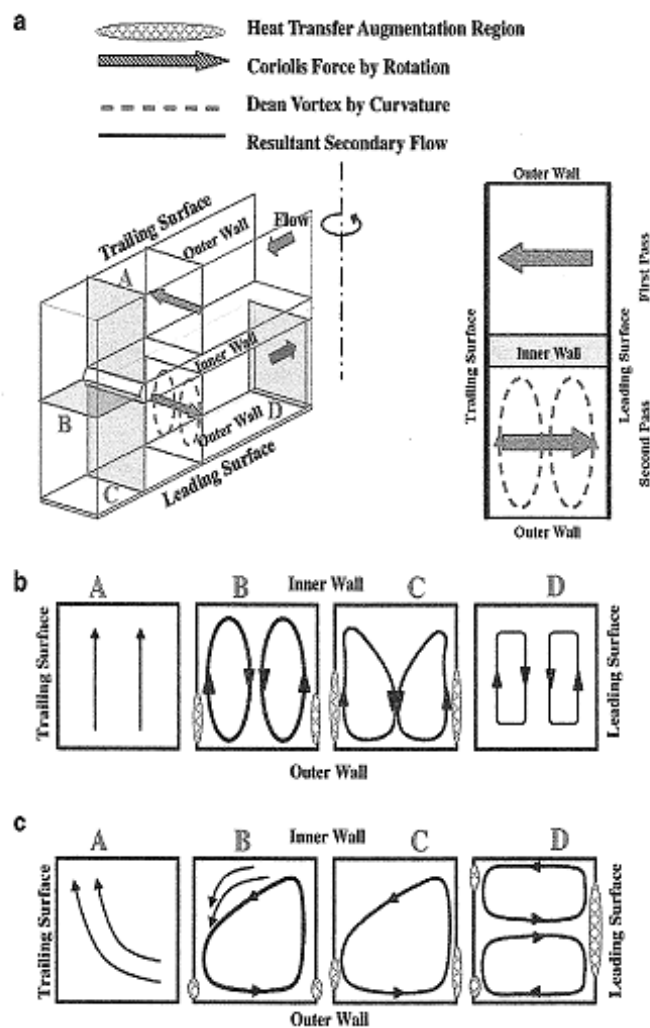 a
Heat Transfer Augmentation Region
Coriolis Force by Rotation
Dean Vortex by Curvature
Resultant Secondary Flow
Trailing Surface
Outer Wall
Flow
A
Inner Wall
B
D
Outer Wall
C
Leading Surface
Outer Wall
First Pass
Trailing Surface
Inner Wall
Leading Surface
Second Pass
Outer Wall
b
A B Inner Wall C D
Trailing Surface
Leading Surface
Outer Wall
c
A B Inner Wall C D
Trailing Surface
Leading Surface
Outer Wall